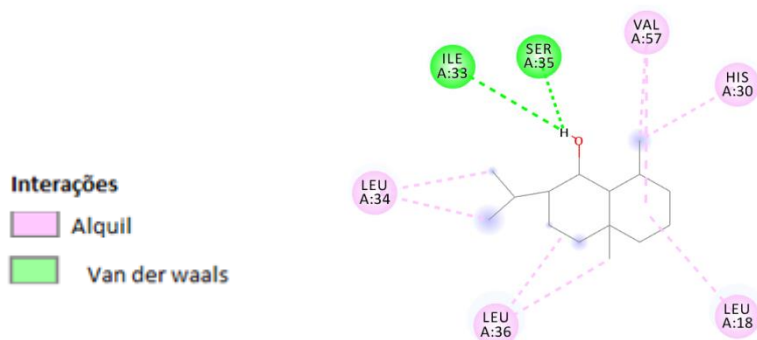 VAL
A:57
SER
A:35
ILE
A:33
HIS
A:30
H
O
Interações
LEU
A:34
Alquil
Van der waals
LEU
A:36
LEU
A:18